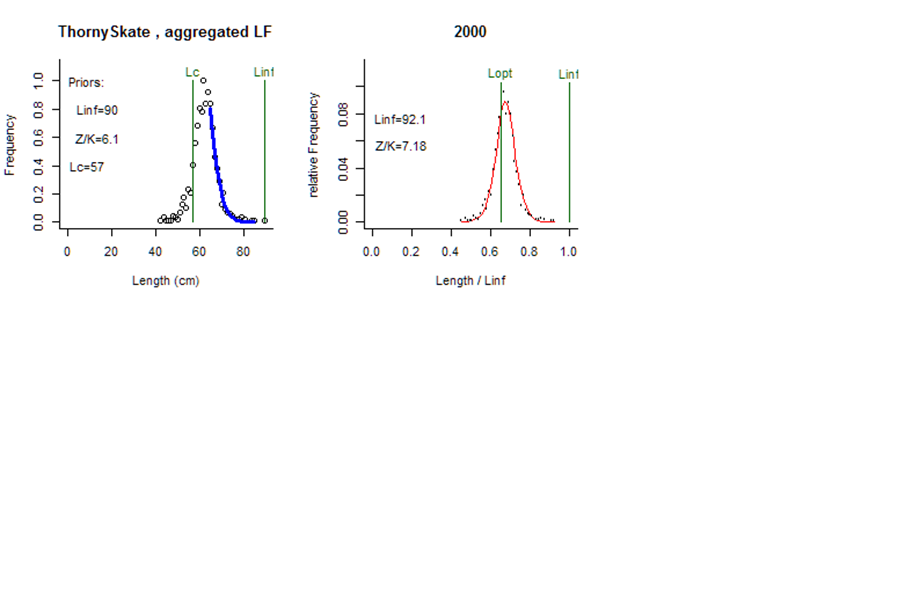 ThornySkate , aggregated LF
Lc
Linf
Priors:
Linf=90
Z/K=6.1
Lc=57
Frequency
0.0 0.2 0.4 0.6 0.8 1.0
0 20 40 60 80
Length (cm)
2000
Lopt
Linf
Linf=92.1
Z/K=7.18
relative Frequency
0.00 0.04 0.08
0.0 0.2 0.4 0.6 0.8 1.0
Length / Linf